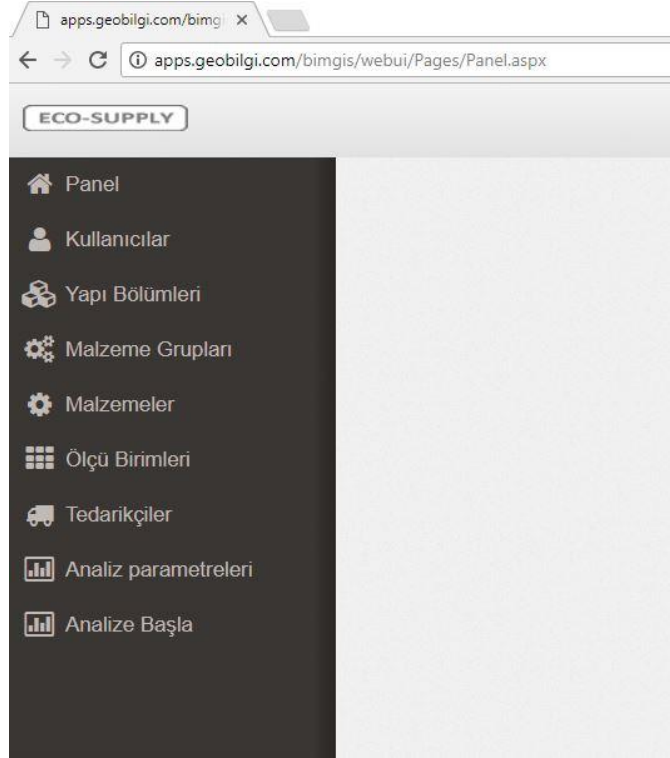 apps.geobilgi.com/bimg
apps.geobilgi.com/bimgis/webui/Pages/Panel.aspx
ECO-SUPPLY
Panel
Kullanıcılar
Yapı Bölümleri
Malzeme Grupları
Malzemeler
Ölçü Birimleri
Tedarikçiler
Analiz parametreleri
Analize Başla